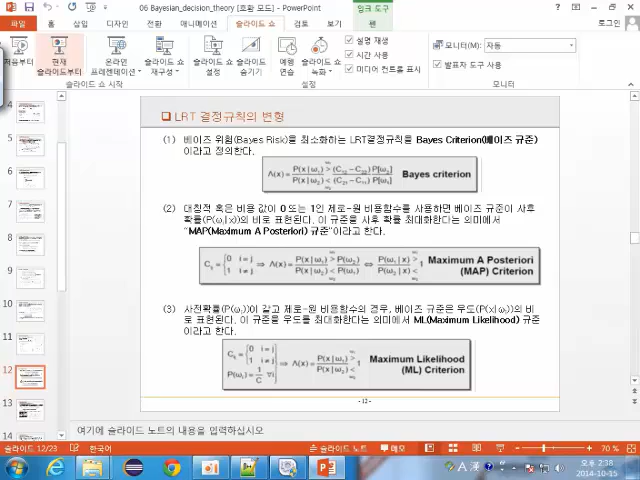 06 Bayesian_decision_theory [호환 모드] - PowerPoint
잉크 도구
파일 홈 삽입 디자인 전환 애니메이션 슬라이드 쇼 검토 보기 펜
로그인
처음부터
현재
슬라이드부터
온라인
프레젠테이션
슬라이드 쇼
재구성
슬라이드 쇼
설정
슬라이드
숨기기
예행
연습
슬라이드 쇼
녹화
설명 재생
시간 사용
미디어 컨트롤 표시
모니터(M): 자동
발표자 도구 사용
슬라이드 쇼 시작
설정
모니터
LRT 결정규칙의 변형
(1) 베이즈 위험(Bayes Risk)을 최소화하는 LRT결정규칙을 Bayes Criterion(베이즈 규준)
이라고 정의한다.
Bayes criterion
(2) 대칭적 혹은 비용 값이 0 또는 1인 제로-원 비용함수를 사용하면 베이즈 규준이 사후
확률(P(ωᵢ|x))의 비로 표현된다. 이 규준을 사후 확률 최대화한다는 의미에서
"MAP(Maximum A Posteriori) 규준"이라고 한다.
Maximum A Posteriori
(MAP) Criterion
(3) 사전확률(P(ωᵢ))이 같고 제로-원 비용함수의 경우, 베이즈 규준은 우도(P(x|ωᵢ))의 비
로 표현된다. 이 규준을 우도를 최대화한다는 의미에서 ML(Maximum Likelihood) 규준
이라고 한다.
Maximum Likelihood
(ML) Criterion
- 12 -
4
5
6
7
8
9
10
11
12
13
14
여기에 슬라이드 노트의 내용을 입력하십시오
슬라이드 12/23 한국어 슬라이드 노트 메모 70 %
오후 2:38
2014-10-15